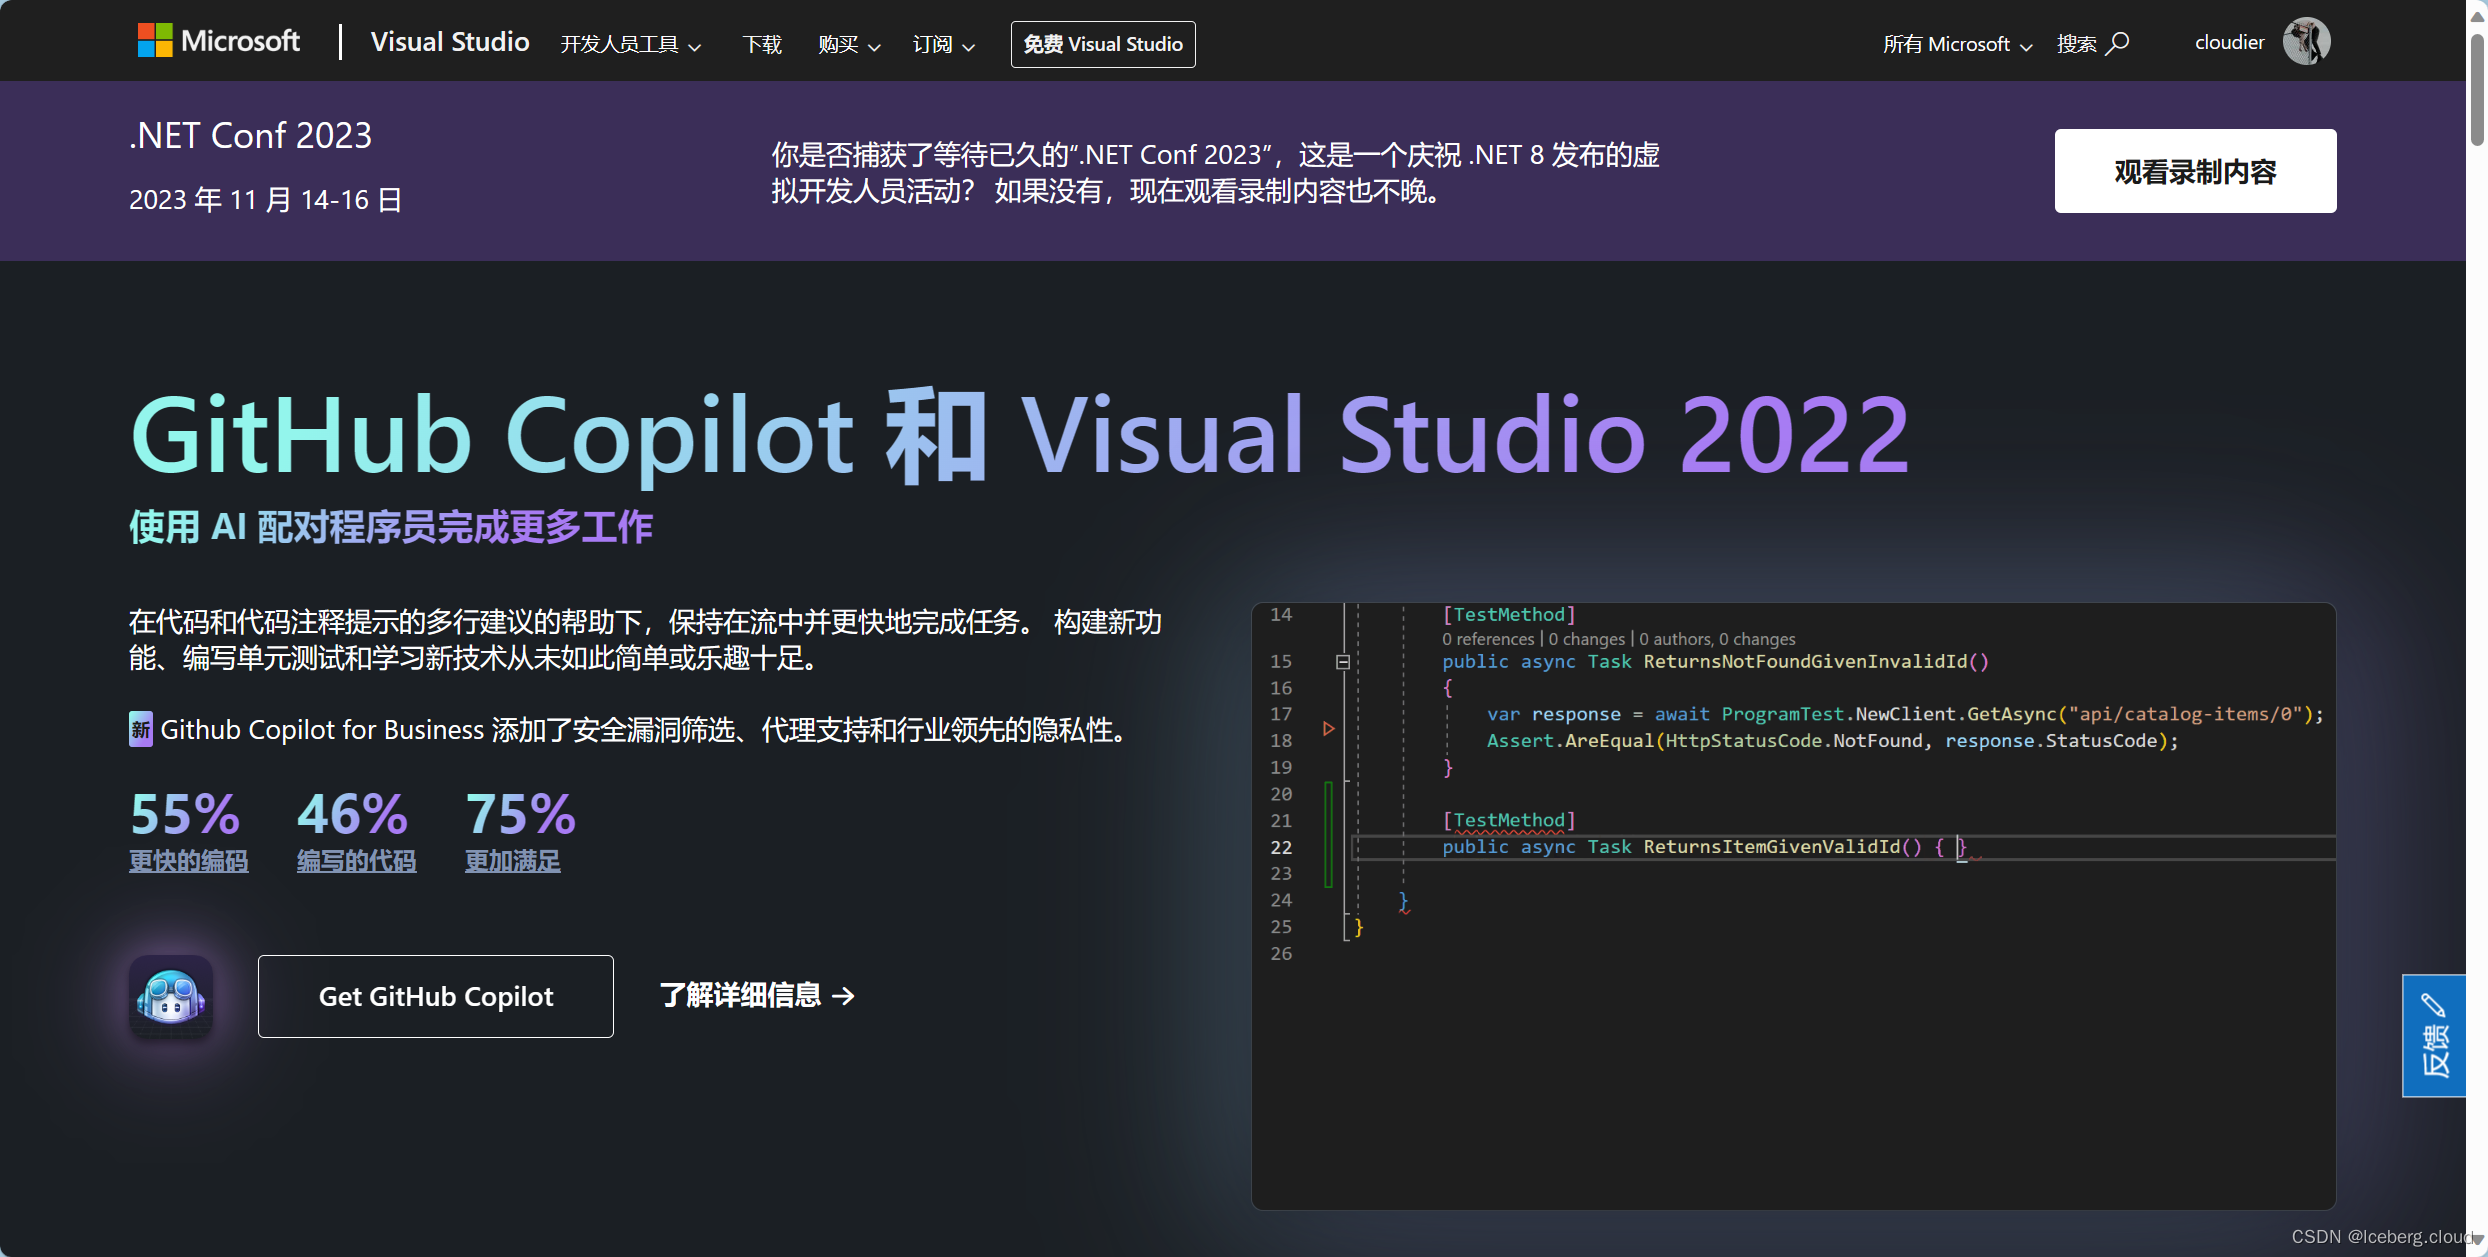 Microsoft
Visual Studio
开发人员工具
下载
购买
订阅
免费 Visual Studio
所有 Microsoft
搜索
cloudier
.NET Conf 2023
2023 年 11 月 14-16 日
你是否捕获了等待已久的“.NET Conf 2023”，这是一个庆祝 .NET 8 发布的虚
拟开发人员活动？ 如果没有，现在观看录制内容也不晚。
观看录制内容
GitHub Copilot 和 Visual Studio 2022
使用 AI 配对程序员完成更多工作
在代码和代码注释提示的多行建议的帮助下，保持在流中并更快地完成任务。 构建新功
能、编写单元测试和学习新技术从未如此简单或乐趣十足。
新 Github Copilot for Business 添加了安全漏洞筛选、代理支持和行业领先的隐私性。
55%
更快的编码
46%
编写的代码
75%
更加满足
Get GitHub Copilot
了解详细信息 →
14 [TestMethod]
0 references | 0 changes | 0 authors, 0 changes
15 public async Task ReturnsNotFoundGivenInvalidId()
16 {
17 var response = await ProgramTest.NewClient.GetAsync("api/catalog-items/0");
18 Assert.AreEqual(HttpStatusCode.NotFound, response.StatusCode);
19 }
20
21 [TestMethod]
22 public async Task ReturnsItemGivenValidId() { }
23
24 }
25 }
26
反馈
CSDN @Iceberg.cloud